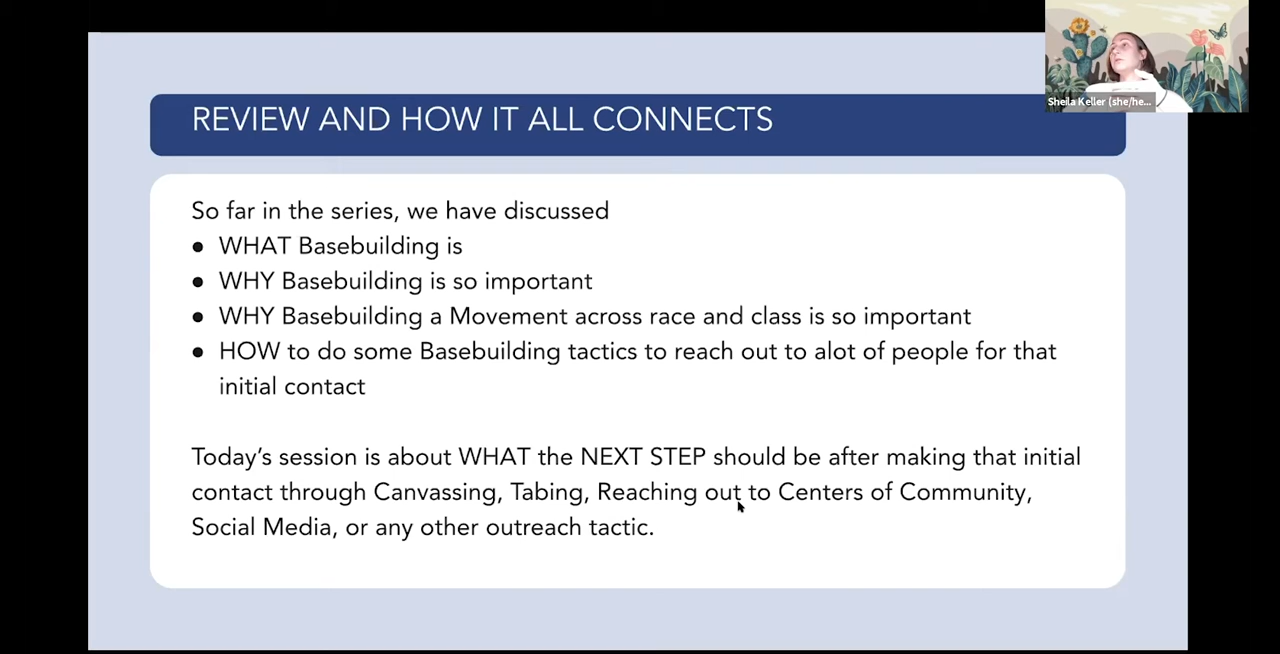 REVIEW AND HOW IT ALL CONNECTS
Sheila Keller (she/he...
So far in the series, we have discussed
● WHAT Basebuilding is
● WHY Basebuilding is so important
● WHY Basebuilding a Movement across race and class is so important
● HOW to do some Basebuilding tactics to reach out to alot of people for that
initial contact
Today's session is about WHAT the NEXT STEP should be after making that initial
contact through Canvassing, Tabing, Reaching out to Centers of Community,
Social Media, or any other outreach tactic.